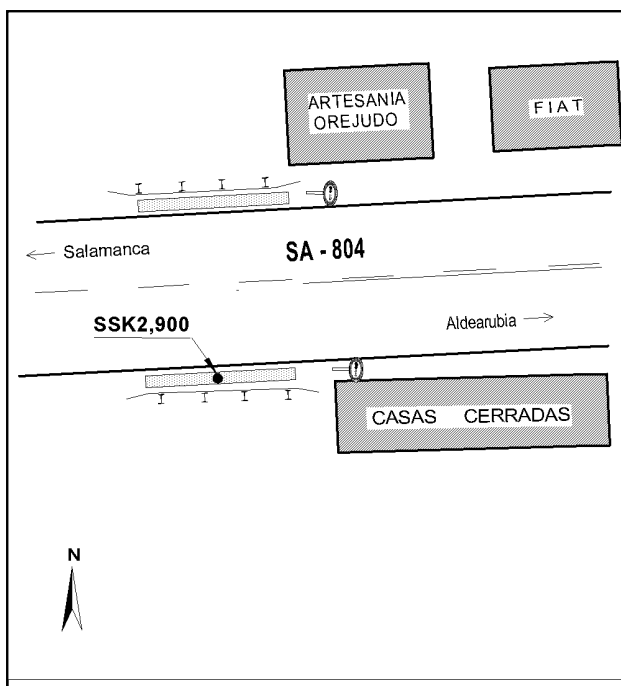 ARTESANIA
OREJUDO
FIAT
← Salamanca
SA - 804
SSK2,900
Aldearubia →
CASAS CERRADAS
N